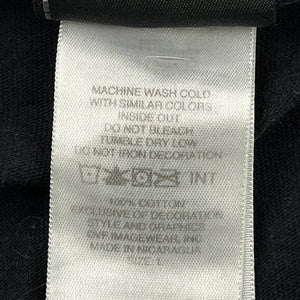 MACHINE WASH COLD
WITH SIMILAR COLORS
INSIDE OUT
DO NOT BLEACH
TUMBLE DRY LOW
DO NOT IRON DECORATION
INT
100% COTTON
EXCLUSIVE OF DECORATION
STYLE AND GRAPHICS
CVF IMAGEWEAR, INC
MADE IN NICARAGUA
SIZE: L